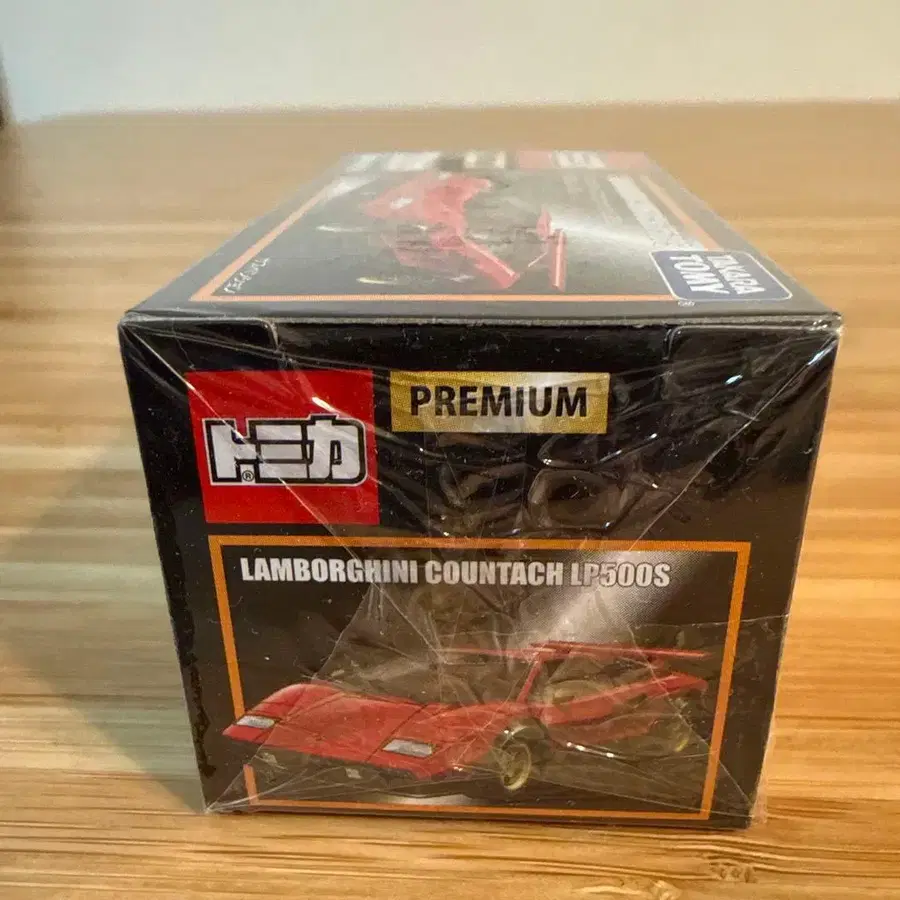 TAKARA
TOMY
®
PREMIUM
トミカ
®
LAMBORGHINI COUNTACH LP500S